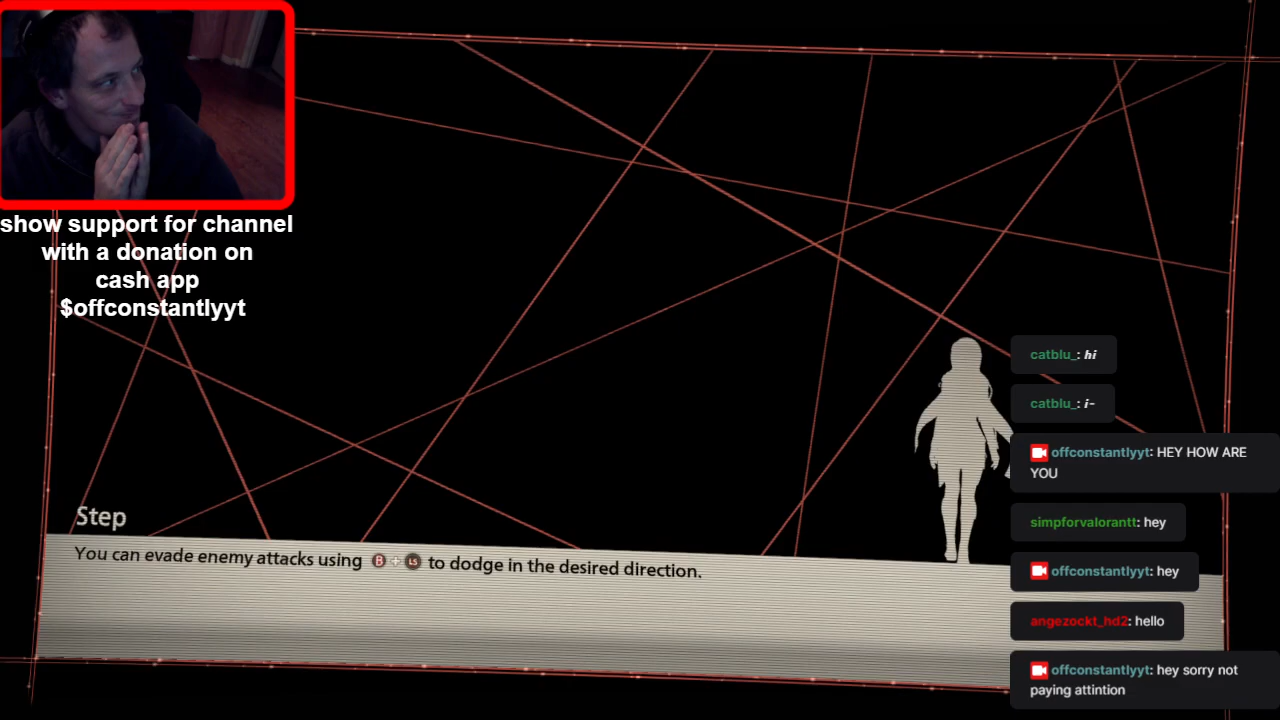 show support for channel
with a donation on
cash app
$offconstantlyyt
catblu_: hi
catblu_: i-
offconstantlyyt: HEY HOW ARE
YOU
simpforvalorantt: hey
offconstantlyyt: hey
angezockt_hd2: hello
offconstantlyyt: hey sorry not
paying attintion
Step
You can evade enemy attacks using B + LS to dodge in the desired direction.